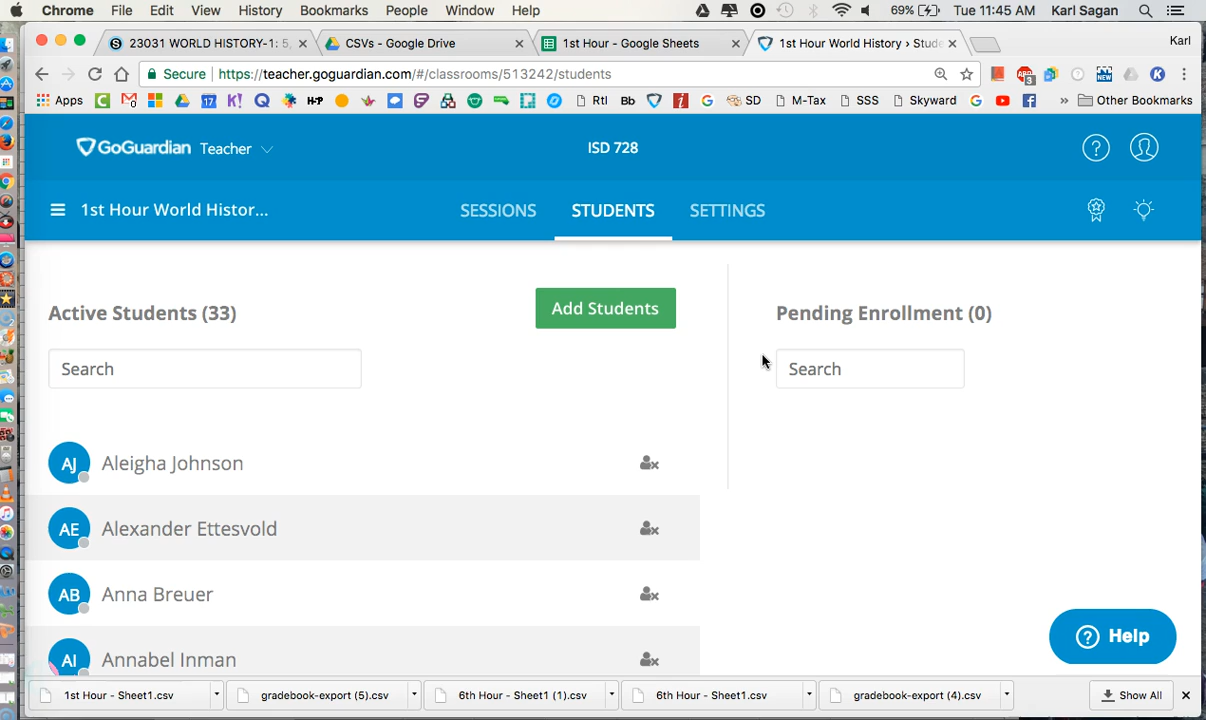 Chrome File Edit View History Bookmarks People Window Help 69% Tue 11:45 AM Karl Sagan
23031 WORLD HISTORY-1: 5, CSVs - Google Drive 1st Hour - Google Sheets 1st Hour World History › Stude Karl
Secure https://teacher.goguardian.com/#/classrooms/513242/students
Apps RtI Bb SD M-Tax SSS Skyward » Other Bookmarks
GoGuardian Teacher ISD 728
1st Hour World Histor... SESSIONS STUDENTS SETTINGS
Active Students (33) Add Students Pending Enrollment (0)
Search Search
AJ Aleigha Johnson
AE Alexander Ettesvold
AB Anna Breuer
AI Annabel Inman
Help
1st Hour - Sheet1.csv gradebook-export (5).csv 6th Hour - Sheet1 (1).csv 6th Hour - Sheet1.csv gradebook-export (4).csv Show All